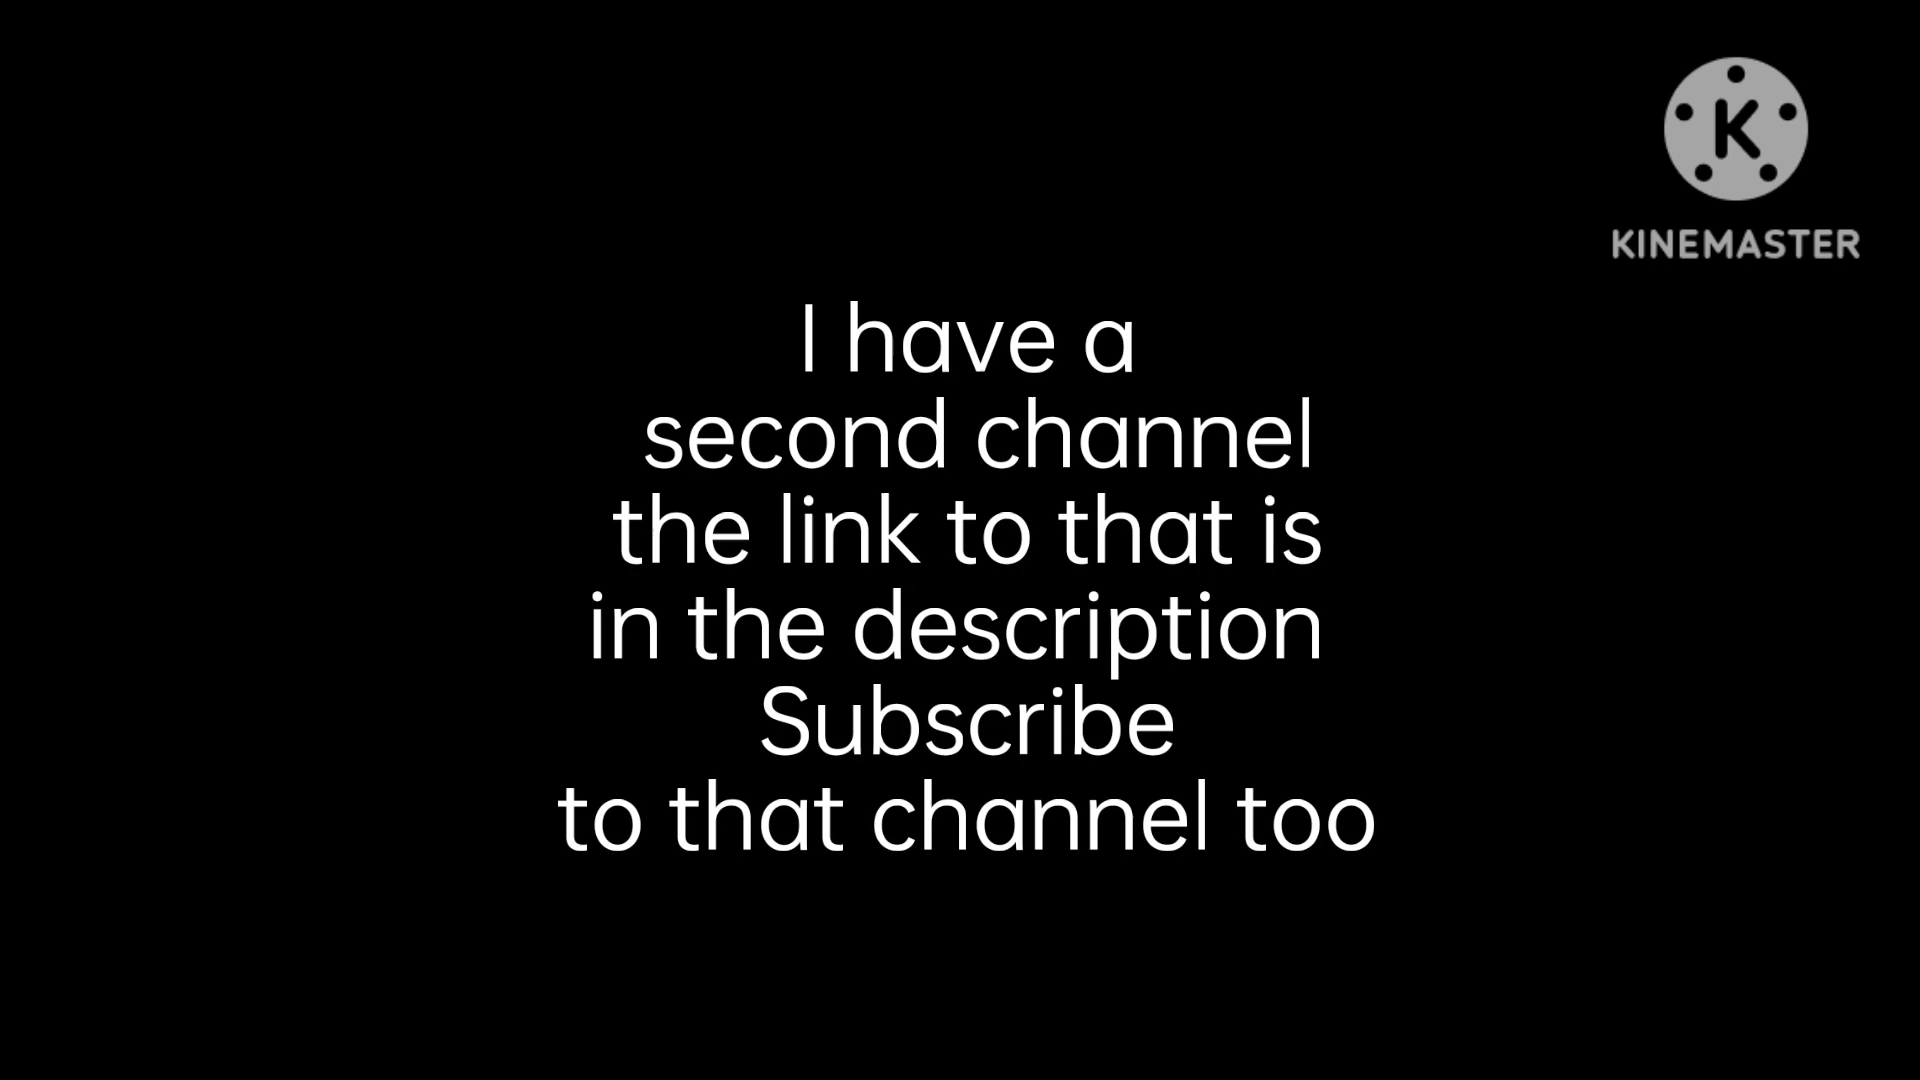 K
KINEMASTER
I have a
second channel
the link to that is
in the description
Subscribe
to that channel too